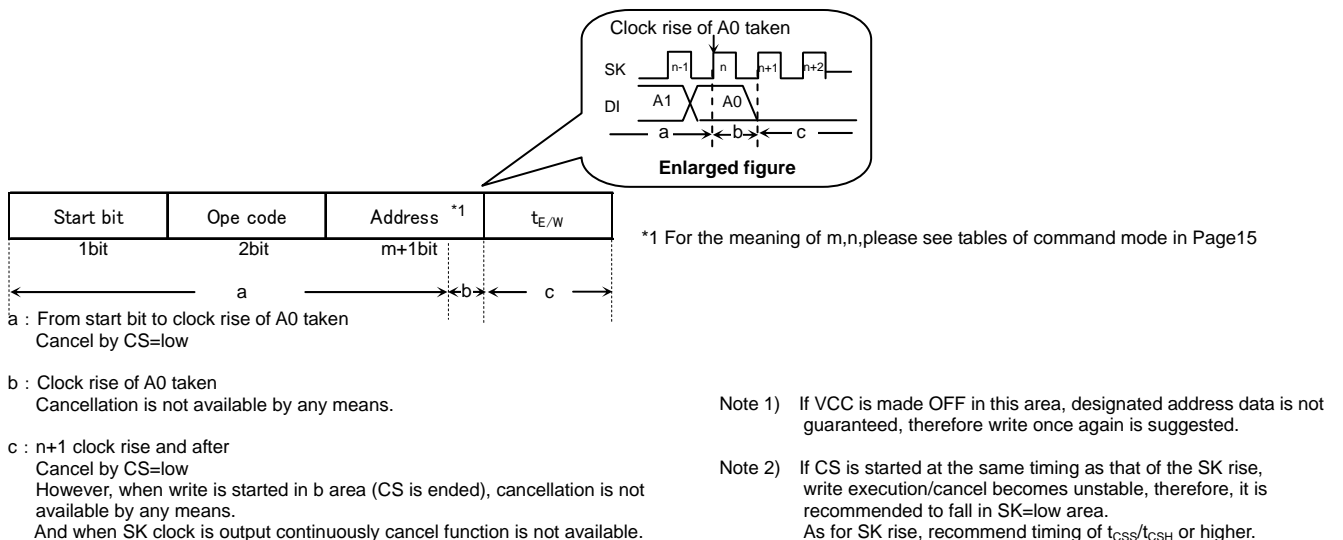 Clock rise of A0 taken
SK n-1 n n+1 n+2
DI A1 A0
a b c
Enlarged figure
Start bit Ope code Address *1 tE/W
1bit 2bit m+1bit
*1 For the meaning of m,n,please see tables of command mode in Page15
a b c
a : From start bit to clock rise of A0 taken
Cancel by CS=low
b : Clock rise of A0 taken
Cancellation is not available by any means.
c : n+1 clock rise and after
Cancel by CS=low
However, when write is started in b area (CS is ended), cancellation is not
available by any means.
And when SK clock is output continuously cancel function is not available.
Note 1) If VCC is made OFF in this area, designated address data is not
guaranteed, therefore write once again is suggested.
Note 2) If CS is started at the same timing as that of the SK rise,
write execution/cancel becomes unstable, therefore, it is
recommended to fall in SK=low area.
As for SK rise, recommend timing of tCSS/tCSH or higher.